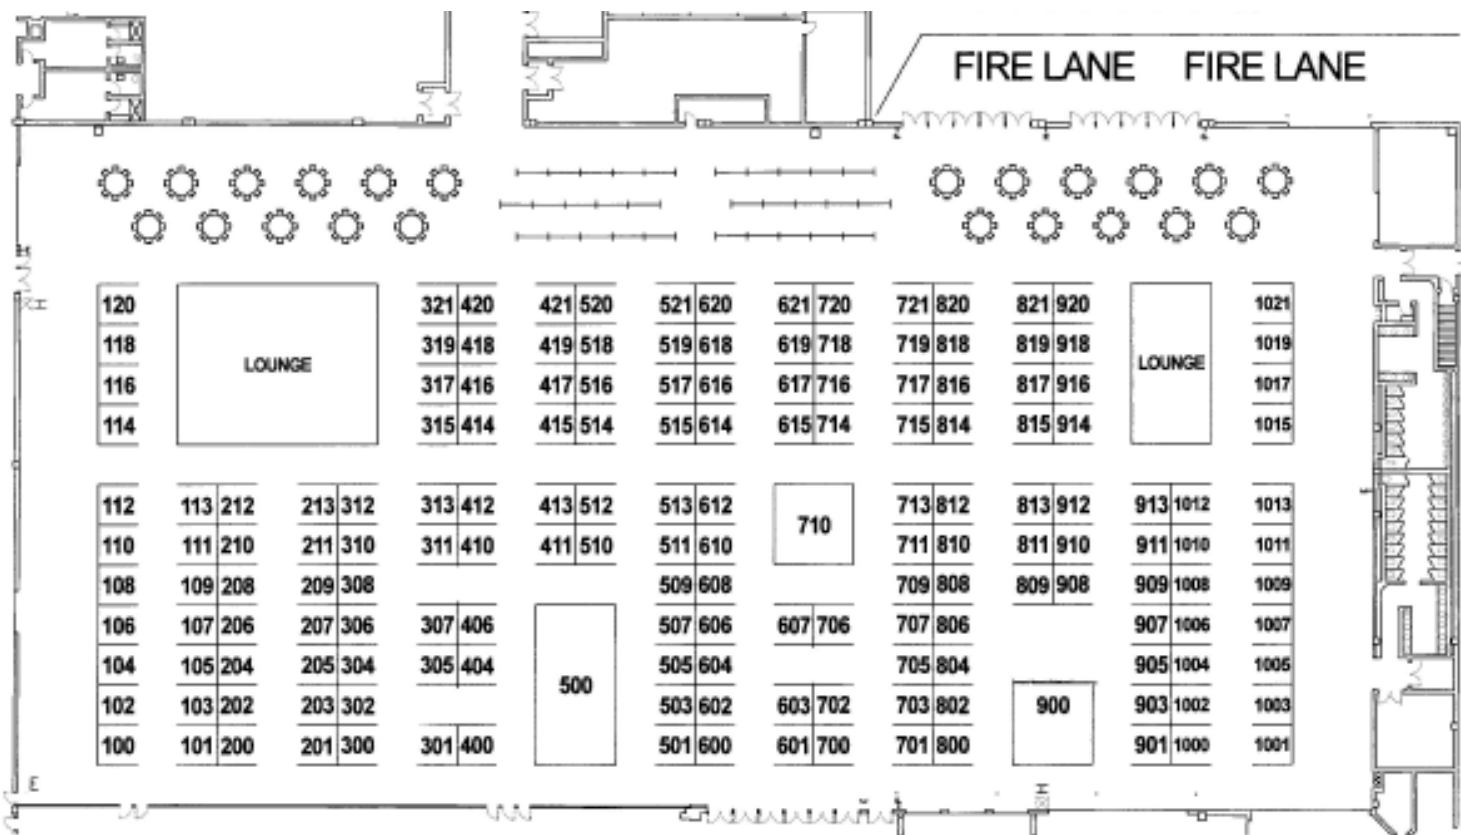 FIRE LANE FIRE LANE
120 321 420 421 520 521 620 621 720 721 820 821 920 1021
118 319 418 419 518 519 618 619 718 719 818 819 918 1019
LOUNGE LOUNGE
116 317 416 417 516 517 616 617 716 717 816 817 916 1017
114 315 414 415 514 515 614 615 714 715 814 815 914 1015
112 113 212 213 312 313 412 413 512 513 612 713 812 813 912 913 1012 1013
710
110 111 210 211 310 311 410 411 510 511 610 711 810 811 910 911 1010 1011
108 109 208 209 308 509 608 709 808 809 908 909 1008 1009
106 107 206 207 306 307 406 507 606 607 706 707 806 907 1006 1007
104 105 204 205 304 305 404 505 604 705 804 905 1004 1005
500
102 103 202 203 302 503 602 603 702 703 802 900 903 1002 1003
100 101 200 201 300 301 400 501 600 601 700 701 800 901 1000 1001
E